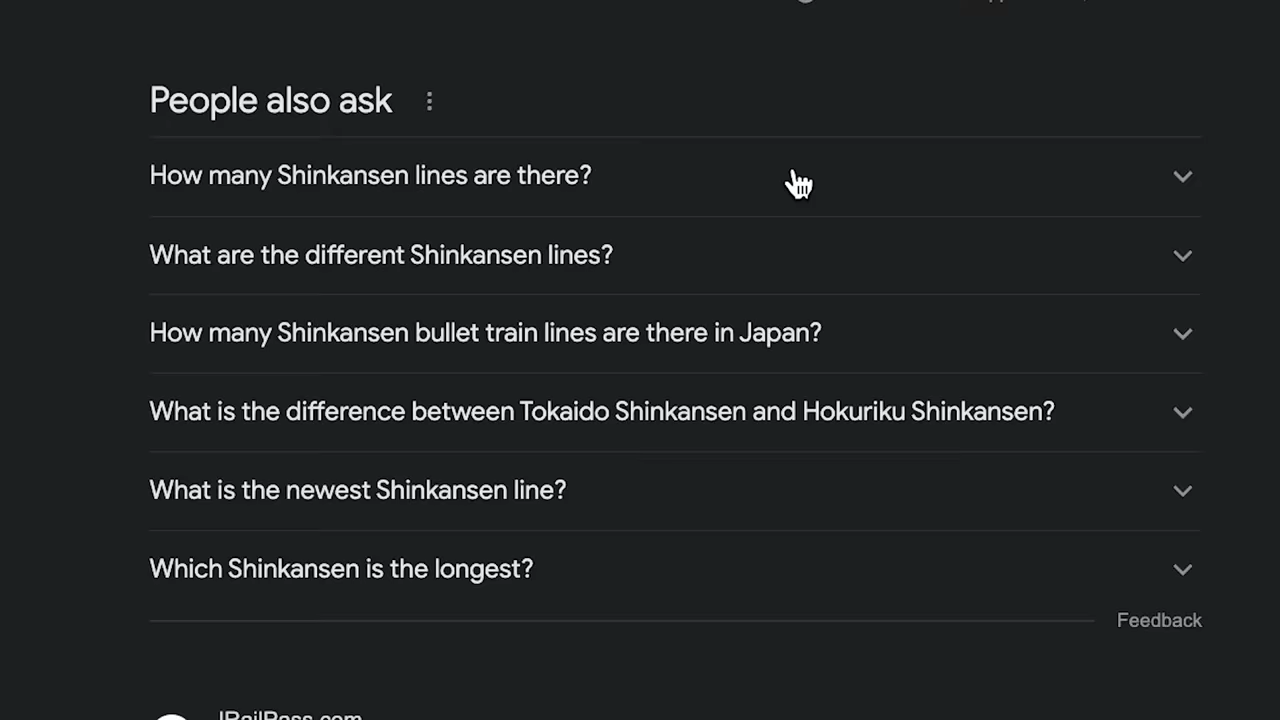 People also ask
How many Shinkansen lines are there?
What are the different Shinkansen lines?
How many Shinkansen bullet train lines are there in Japan?
What is the difference between Tokaido Shinkansen and Hokuriku Shinkansen?
What is the newest Shinkansen line?
Which Shinkansen is the longest?
Feedback
JRailPass.com